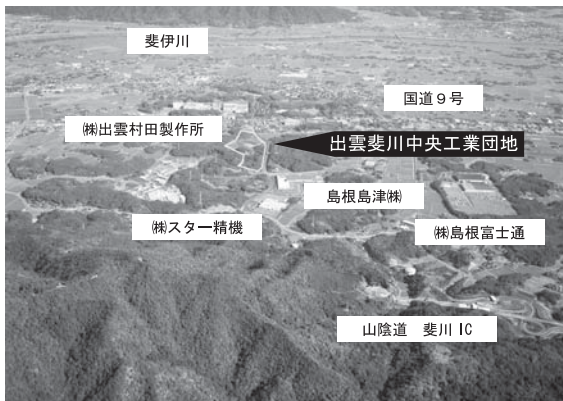 斐伊川
国道９号
㈱出雲村田製作所
出雲斐川中央工業団地
島根島津㈱
㈱スター精機
㈱島根富士通
山陰道　斐川IC